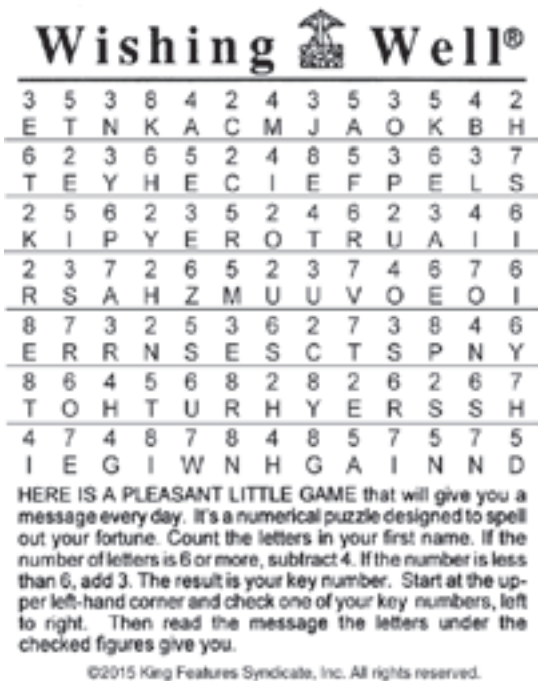 Wishing Well®
3 5 3 8 4 2 4 3 5 3 5 4 2
E T N K A C M J A O K B H
6 2 3 6 5 2 4 8 5 3 6 3 7
T E Y H E C I E F P E L S
2 5 6 2 3 5 2 4 6 2 3 4 6
K I P Y E R O T R U A I I
2 3 7 2 6 5 2 3 7 4 6 7 6
R S A H Z M U U V O E O I
8 7 3 2 5 3 6 2 7 3 8 4 6
E R R N S E S C T S P N Y
8 6 4 5 6 8 2 8 2 6 2 6 7
T O H T U R H Y E R S S H
4 7 4 8 7 8 4 8 5 7 5 7 5
I E G I W N H G A I N N D
HERE IS A PLEASANT LITTLE GAME that will give you a
message every day. It's a numerical puzzle designed to spell
out your fortune. Count the letters in your first name. If the
number of letters is 6 or more, subtract 4. If the number is less
than 6, add 3. The result is your key number. Start at the up-
per left-hand corner and check one of your key numbers, left
to right. Then read the message the letters under the
checked figures give you.
©2015 King Features Syndicate, Inc. All rights reserved.